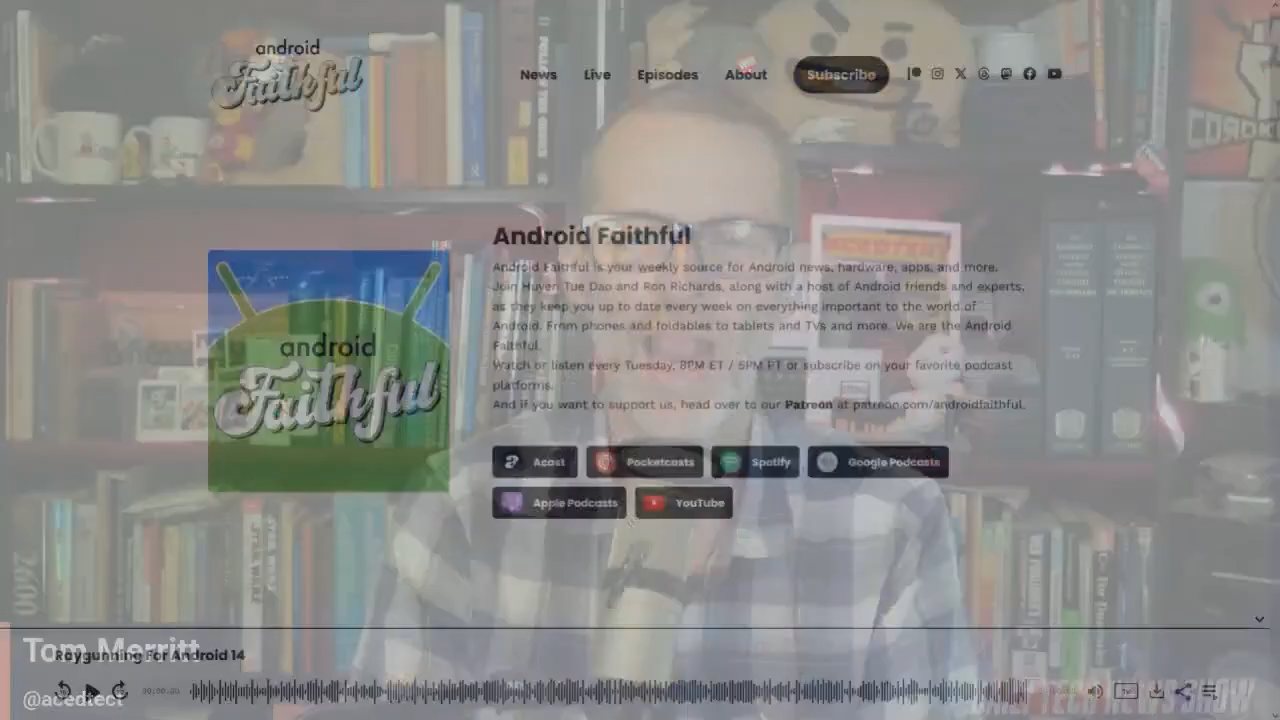 android
Faithful
News Live Episodes About Subscribe
Android Faithful
Android Faithful is your weekly source for Android news, hardware, apps, and more.
Join Huyen Tue Dao and Ron Richards, along with a host of Android friends and experts,
as they keep you up to date every week on everything important to the world of
Android. From phones and foldables to tablets and TVs and more. We are the Android
Faithful.
Watch or listen every Tuesday, 8PM ET / 5PM PT or subscribe on your favorite podcast
platforms.
And if you want to support us, head over to our Patreon at patreon.com/androidfaithful.
android
Faithful
Acast Pocketcasts Spotify Google Podcasts
Apple Podcasts YouTube
2600
Tom Merritt
Raygunning For Android 14
@acedtect
DAILY TECH NEWS SHOW